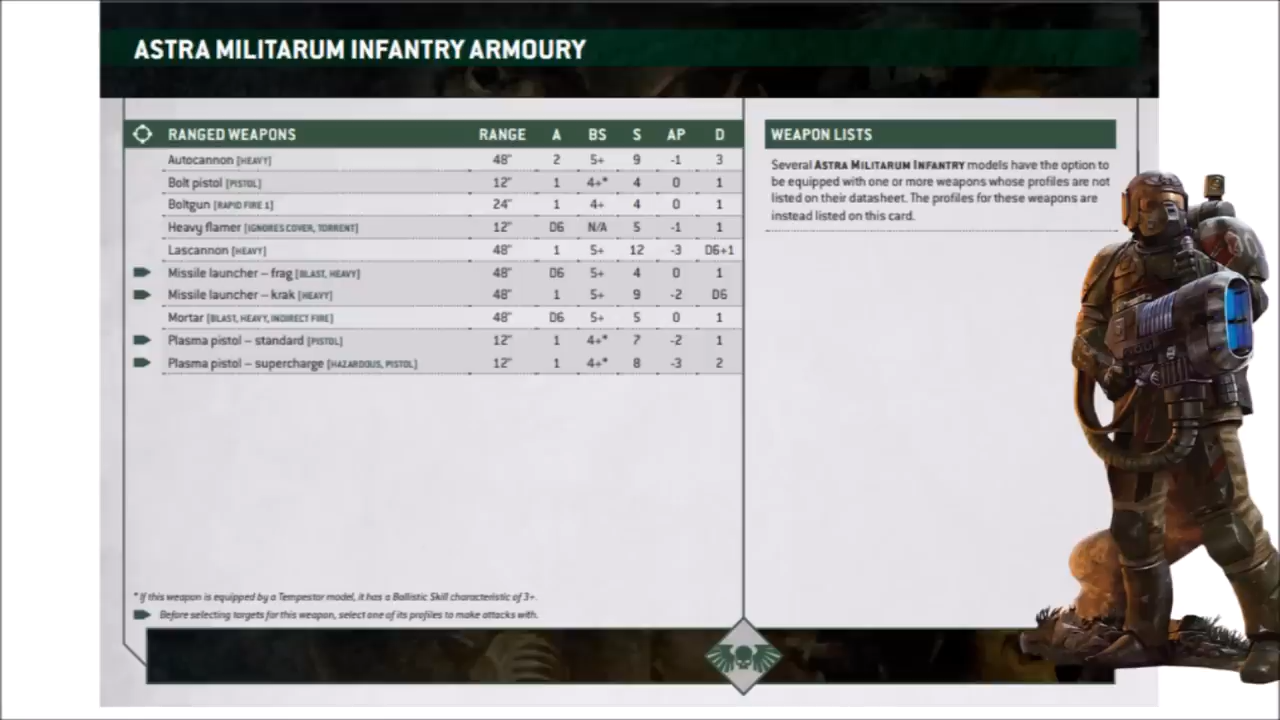 ASTRA MILITARUM INFANTRY ARMOURY
RANGED WEAPONS RANGE A BS S AP D
Autocannon [HEAVY] 48" 2 5+ 9 -1 3
Bolt pistol [PISTOL] 12" 1 4+* 4 0 1
Boltgun [RAPID FIRE 1] 24" 1 4+ 4 0 1
Heavy flamer [IGNORES COVER, TORRENT] 12" D6 N/A 5 -1 1
Lascannon [HEAVY] 48" 1 5+ 12 -3 D6+1
Missile launcher – frag [BLAST, HEAVY] 48" D6 5+ 4 0 1
Missile launcher – krak [HEAVY] 48" 1 5+ 9 -2 D6
Mortar [BLAST, HEAVY, INDIRECT FIRE] 48" D6 5+ 5 0 1
Plasma pistol – standard [PISTOL] 12" 1 4+* 7 -2 1
Plasma pistol – supercharge [HAZARDOUS, PISTOL] 12" 1 4+* 8 -3 2
* If this weapon is equipped by a Tempestor model, it has a Ballistic Skill characteristic of 3+.
Before selecting targets for this weapon, select one of its profiles to make attacks with.
WEAPON LISTS
Several ASTRA MILITARUM INFANTRY models have the option to
be equipped with one or more weapons whose profiles are not
listed on their datasheet. The profiles for these weapons are
instead listed on this card.